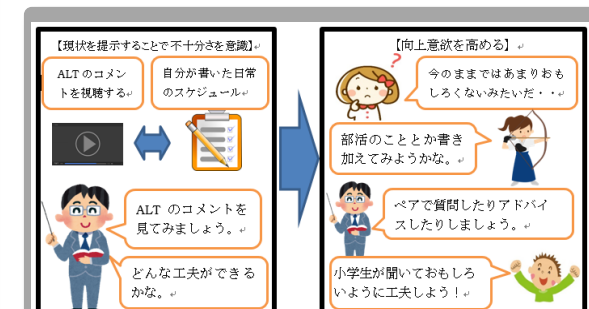 【現状を提示することで不十分さを意識】
ALTのコメン
トを視聴する
自分が書いた日常
のスケジュール
ALT のコメントを
見てみましょう。
どんな工夫ができる
かな。
【向上意欲を高める】
?
今のままではあまりおも
しろくないみたいだ・・
部活のこととか書き
加えてみようかな。
ペアで質問したりアドバイ
スしたりしましょう。
小学生が聞いておもしろ
いように工夫しよう！